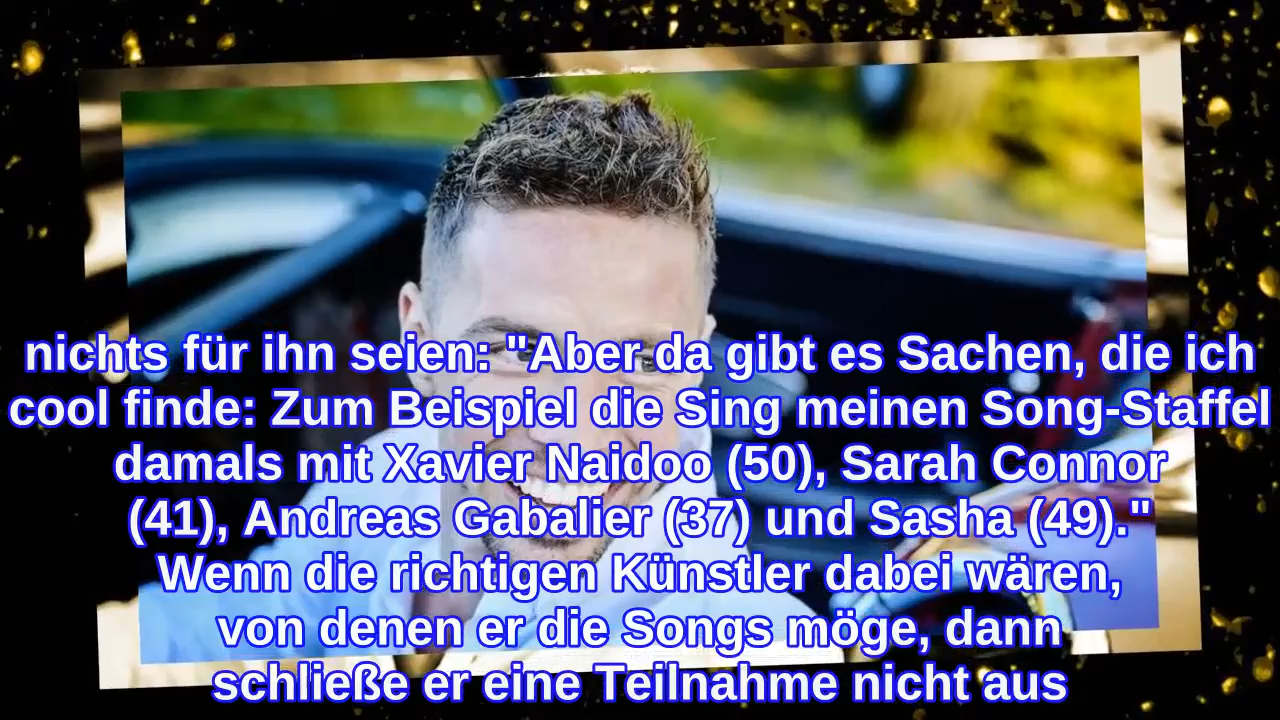 nichts für ihn seien: "Aber da gibt es Sachen, die ich
cool finde: Zum Beispiel die Sing meinen Song-Staffel
damals mit Xavier Naidoo (50), Sarah Connor
(41), Andreas Gabalier (37) und Sasha (49)."
Wenn die richtigen Künstler dabei wären,
von denen er die Songs möge, dann
schließe er eine Teilnahme nicht aus